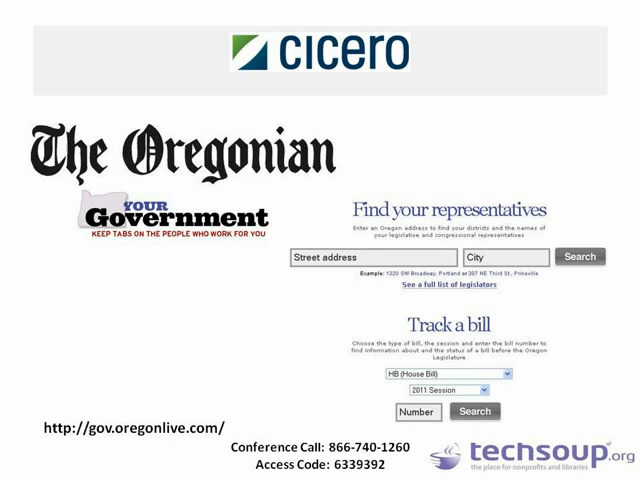 cicero
The Oregonian
YOUR
Government
KEEP TABS ON THE PEOPLE WHO WORK FOR YOU
Find your representatives
Enter an Oregon address to find your districts and the names of
your legislative and congressional representatives
Street address
City
Search
Example: 1320 SW Broadway, Portland or 387 NE Third St., Prineville
See a full list of legislators
Track a bill
Choose the type of bill, the session and enter the bill number to
find information about and the status of a bill before the Oregon
Legislature
HB (House Bill)
2011 Session
Number
Search
http://gov.oregonlive.com/
Conference Call: 866-740-1260
Access Code: 6339392
techsoup.org
the place for nonprofits and libraries